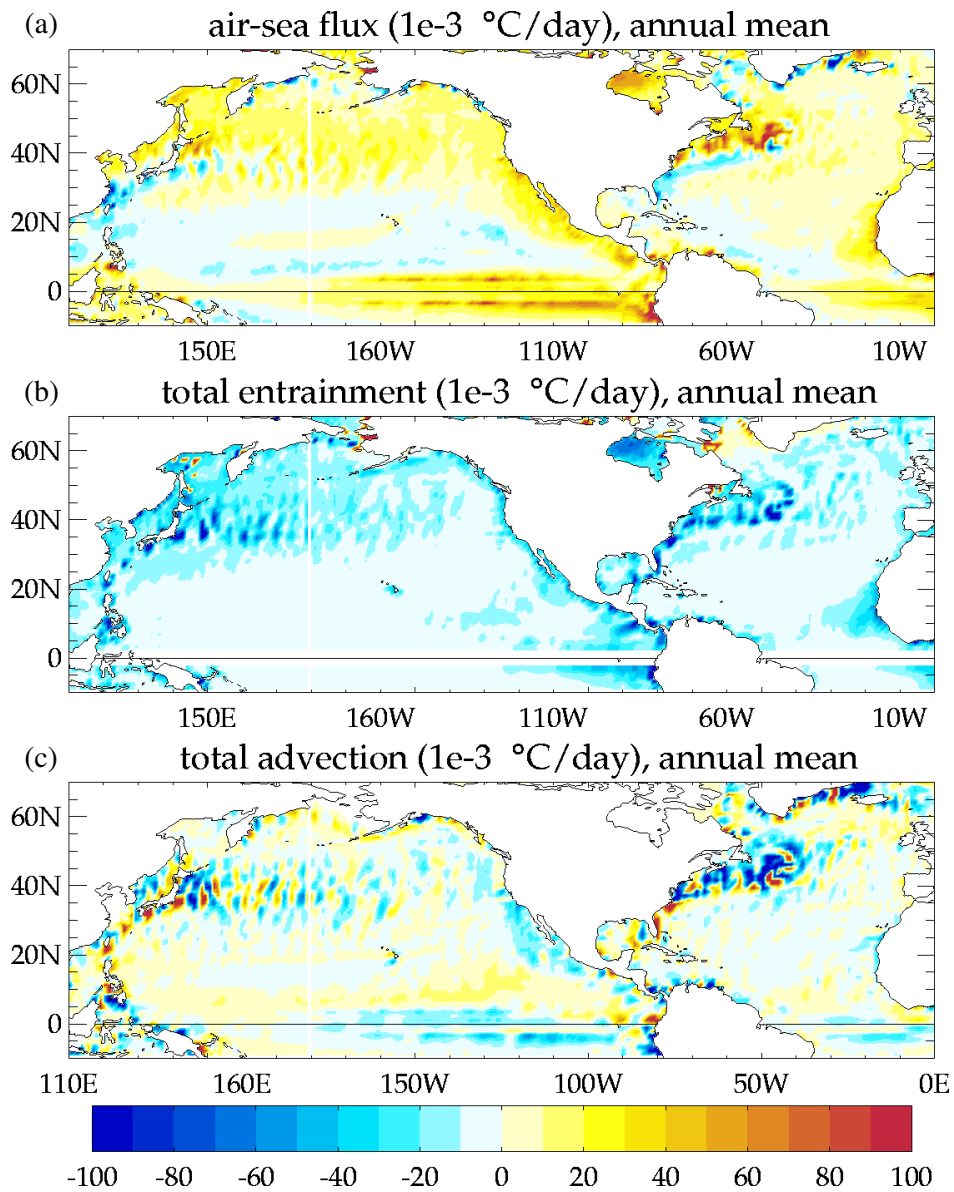 (a) air-sea flux (1e-3 °C/day), annual mean
60N
40N
20N
0
150E 160W 110W 60W 10W
(b) total entrainment (1e-3 °C/day), annual mean
60N
40N
20N
0
150E 160W 110W 60W 10W
(c) total advection (1e-3 °C/day), annual mean
60N
40N
20N
0
110E 160E 150W 100W 50W 0E
-100 -80 -60 -40 -20 0 20 40 60 80 100